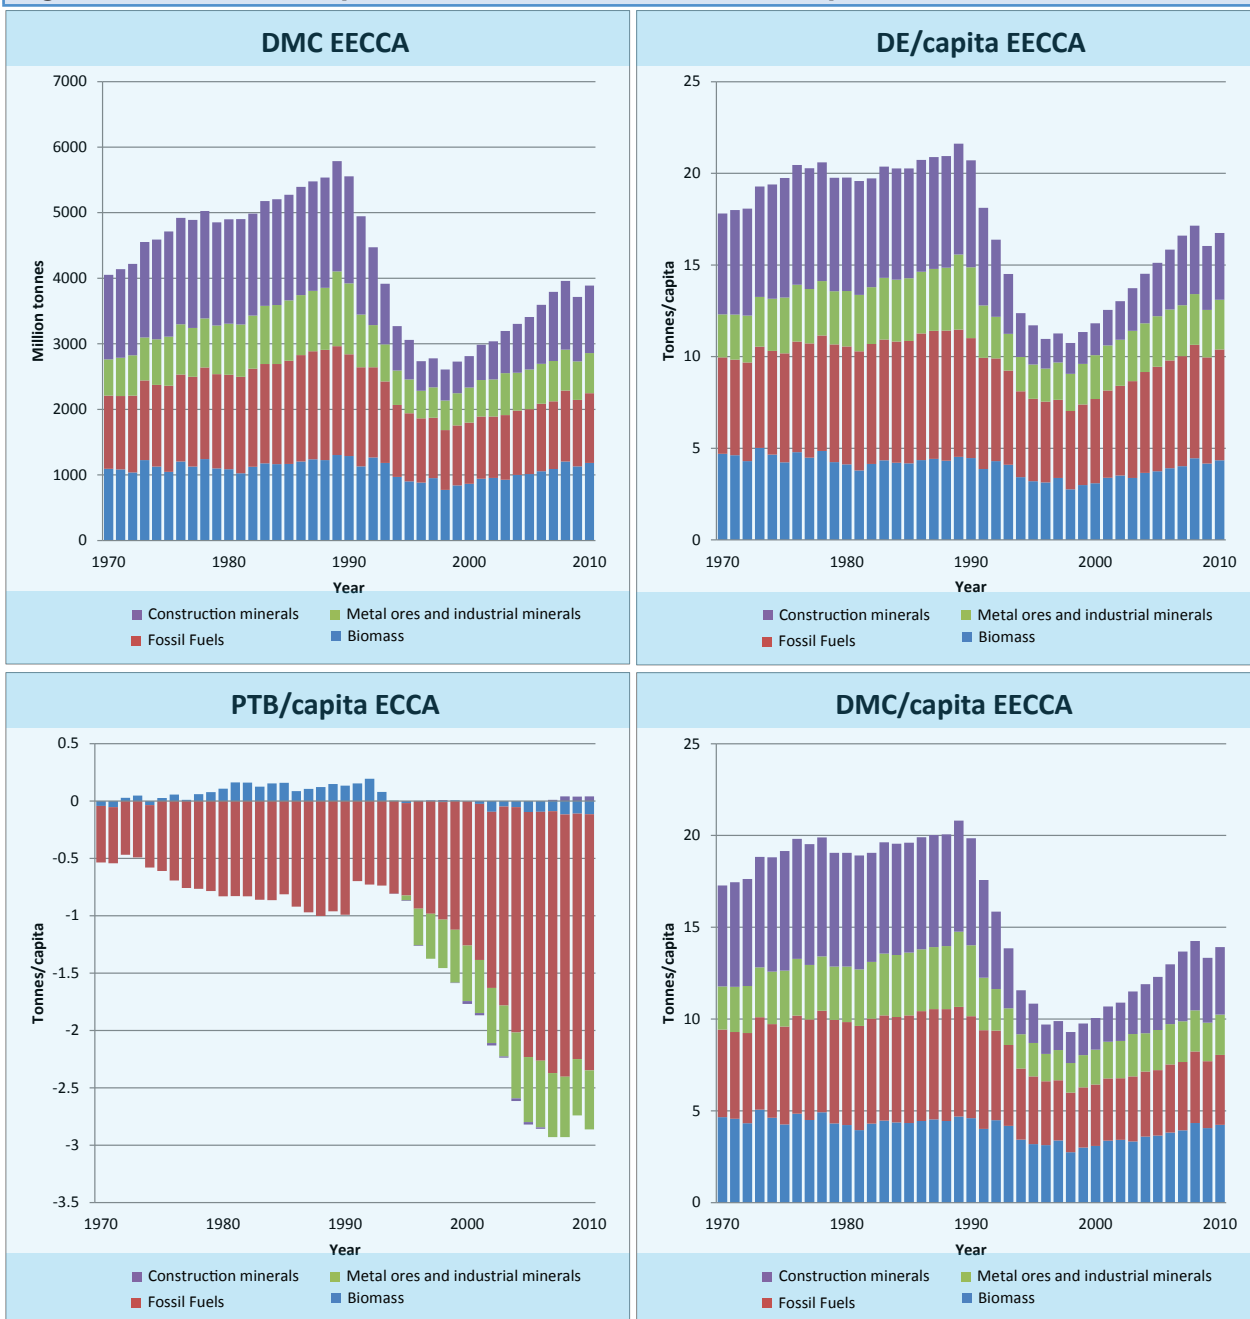 DMC EECCA
7000
6000
5000
4000
3000
2000
1000
0
Million tonnes
1970 1980 1990 2000 2010
Year
Construction minerals Metal ores and industrial minerals
Fossil Fuels Biomass
DE/capita EECCA
25
20
15
10
5
0
Tonnes/capita
1970 1980 1990 2000 2010
Year
Construction minerals Metal ores and industrial minerals
Fossil Fuels Biomass
PTB/capita ECCA
0.5
0
-0.5
-1
-1.5
-2
-2.5
-3
-3.5
Tonnes/capita
1970 1980 1990 2000 2010
Year
Construction minerals Metal ores and industrial minerals
Fossil Fuels Biomass
DMC/capita EECCA
25
20
15
10
5
0
Tonnes/capita
1970 1980 1990 2000 2010
Year
Construction minerals Metal ores and industrial minerals
Fossil Fuels Biomass